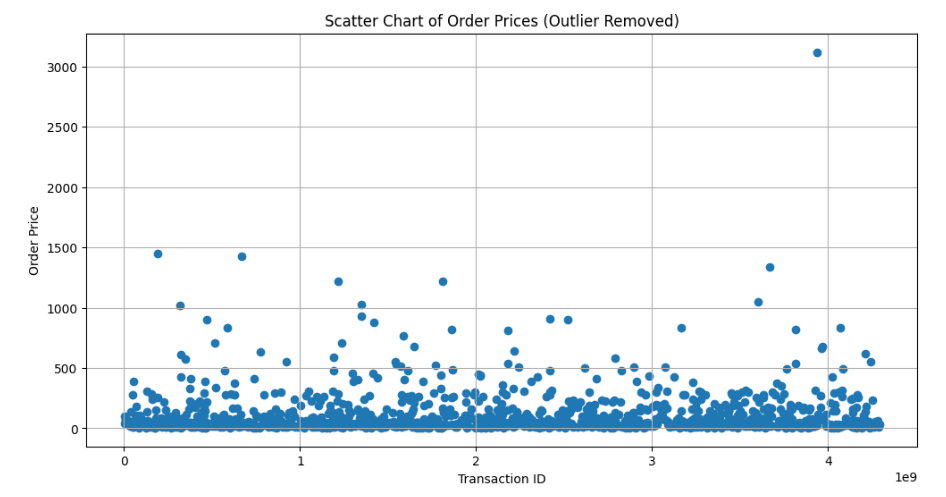 Scatter Chart of Order Prices (Outlier Removed)
3000
2500
2000
1500
1000
500
0
Order Price
0 1 2 3 4
1e9
Transaction ID